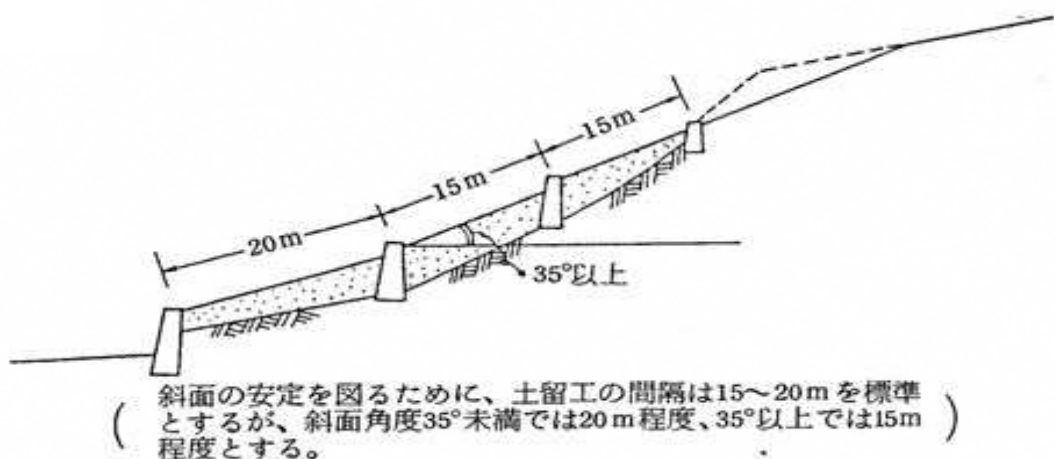 15m
15m
20m
35°以上
斜面の安定を図るために、土留工の間隔は15〜20mを標準
とするが、斜面角度35°未満では20m程度、35°以上では15m
程度とする。